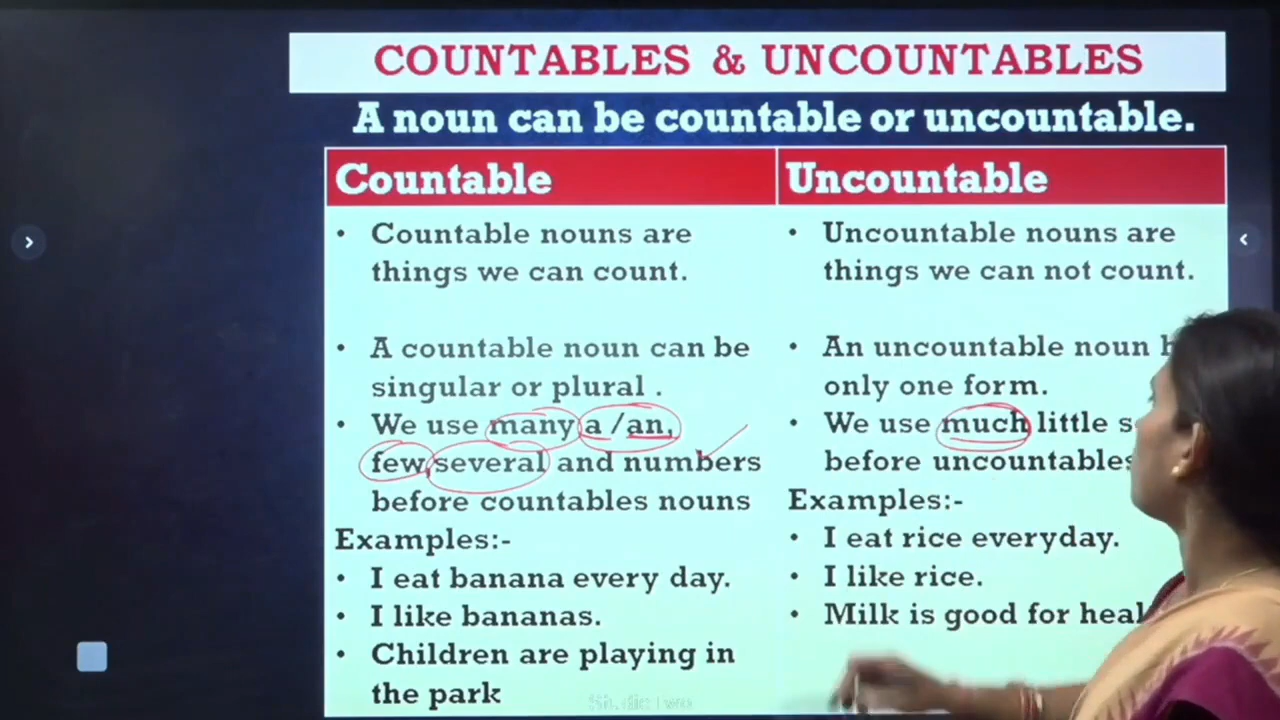 COUNTABLES & UNCOUNTABLES
A noun can be countable or uncountable.
Countable
• Countable nouns are
things we can count.
• A countable noun can be
singular or plural .
• We use many a /an,
few several and numbers
before countables nouns
Examples:-
• I eat banana every day.
• I like bananas.
• Children are playing in
the park
Uncountable
• Uncountable nouns are
things we can not count.
• An uncountable noun
only one form.
• We use much little
before uncountables
Examples:-
• I eat rice everyday.
• I like rice.
• Milk is good for